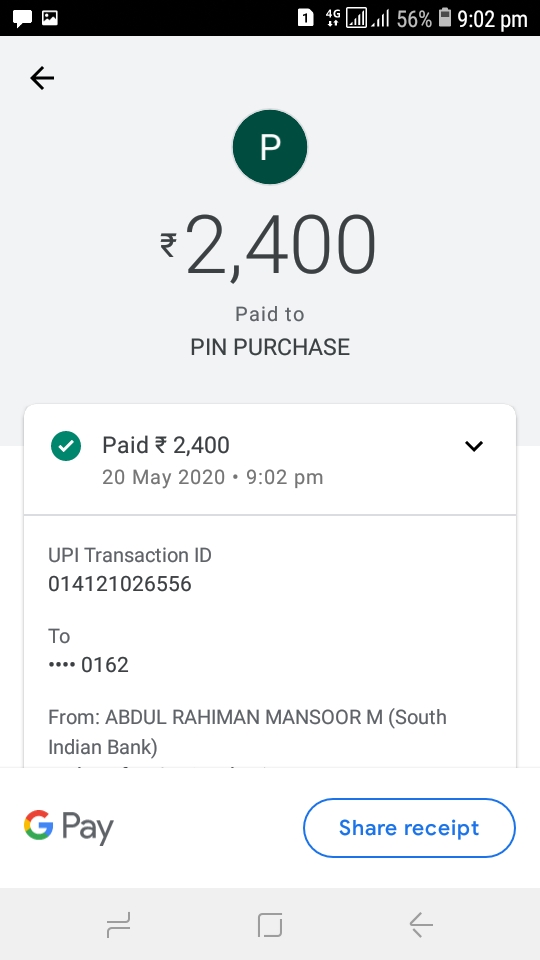 1 4G 56% 9:02 pm
P
₹2,400
Paid to
PIN PURCHASE
Paid ₹ 2,400
20 May 2020 • 9:02 pm
UPI Transaction ID
014121026556
To
•••• 0162
From: ABDUL RAHIMAN MANSOOR M (South
Indian Bank)
G Pay
Share receipt